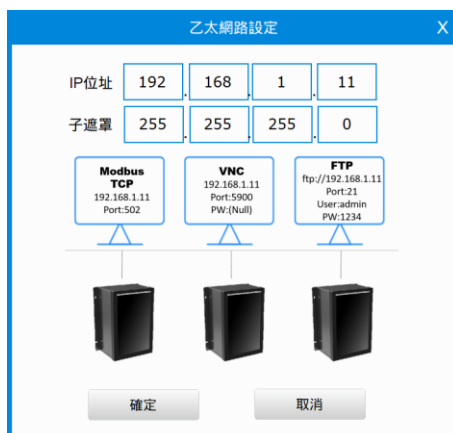 乙太網路設定 X
IP位址 192 . 168 . 1 . 11
子遮罩 255 . 255 . 255 . 0
Modbus
TCP
192.168.1.11
Port:502
VNC
192.168.1.11
Port:5900
PW:(Null)
FTP
ftp://192.168.1.11
Port:21
User:admin
PW:1234
確定 取消